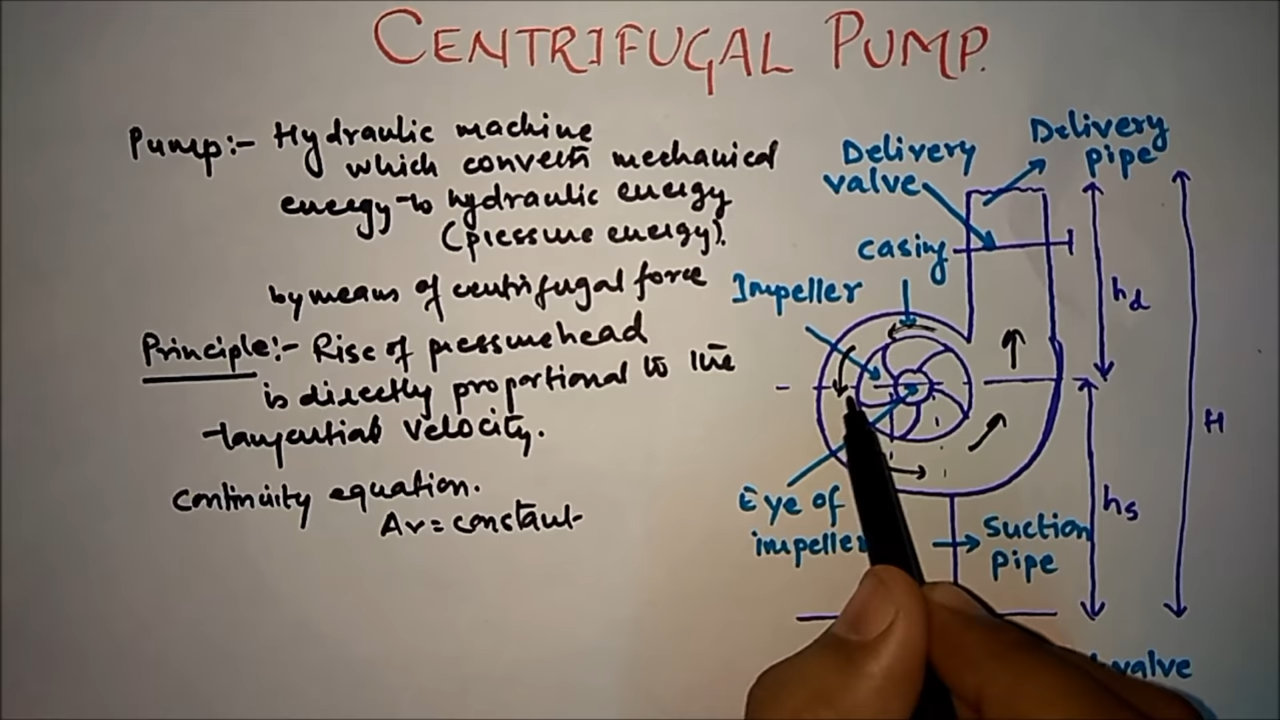 CENTRIFUGAL PUMP.
Pump:- Hydraulic machine
which converts mechanical
energy to hydraulic energy
(pressure energy).
by means of centrifugal force
Principle:- Rise of pressure head
is directly proportional to the
tangential velocity.
Continuity equation.
Av = constant
Delivery
pipe
Delivery
valve
casing
Impeller
hd
H
Eye of
impeller
hs
Suction
pipe
valve